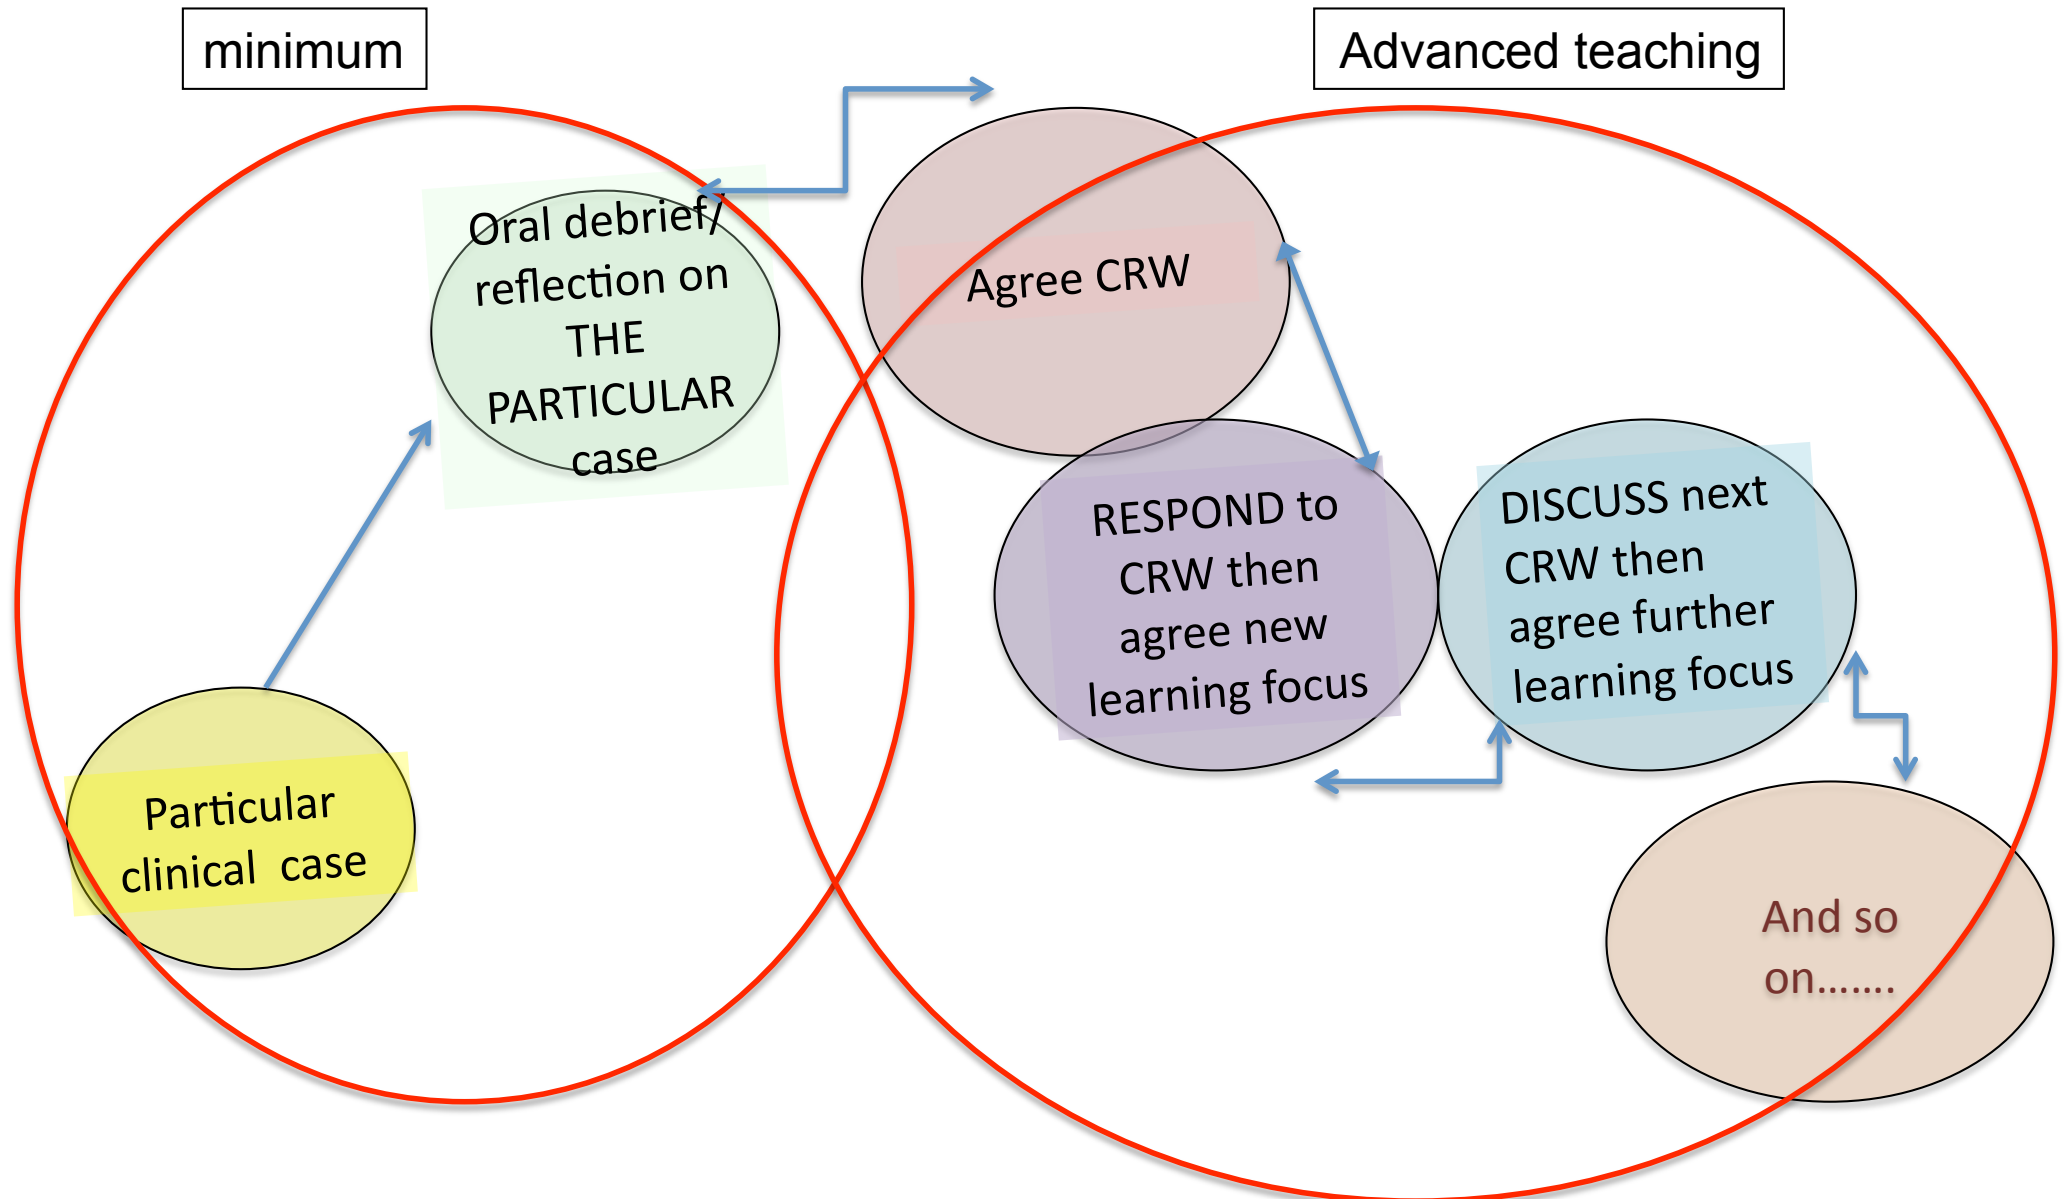 minimum
Advanced teaching
Oral debrief/
reflection on
THE
PARTICULAR
case
Agree CRW
RESPOND to
CRW then
agree new
learning focus
DISCUSS next
CRW then
agree further
learning focus
Particular
clinical  case
And so
on.......